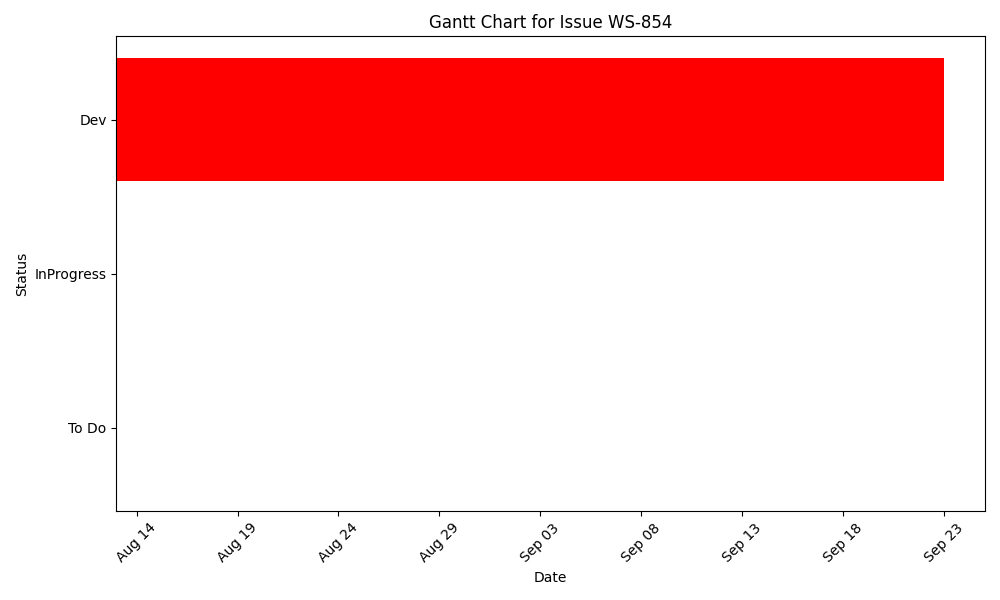 Gantt Chart for Issue WS-854
Status
Dev
InProgress
To Do
Aug 14
Aug 19
Aug 24
Aug 29
Sep 03
Sep 08
Sep 13
Sep 18
Sep 23
Date